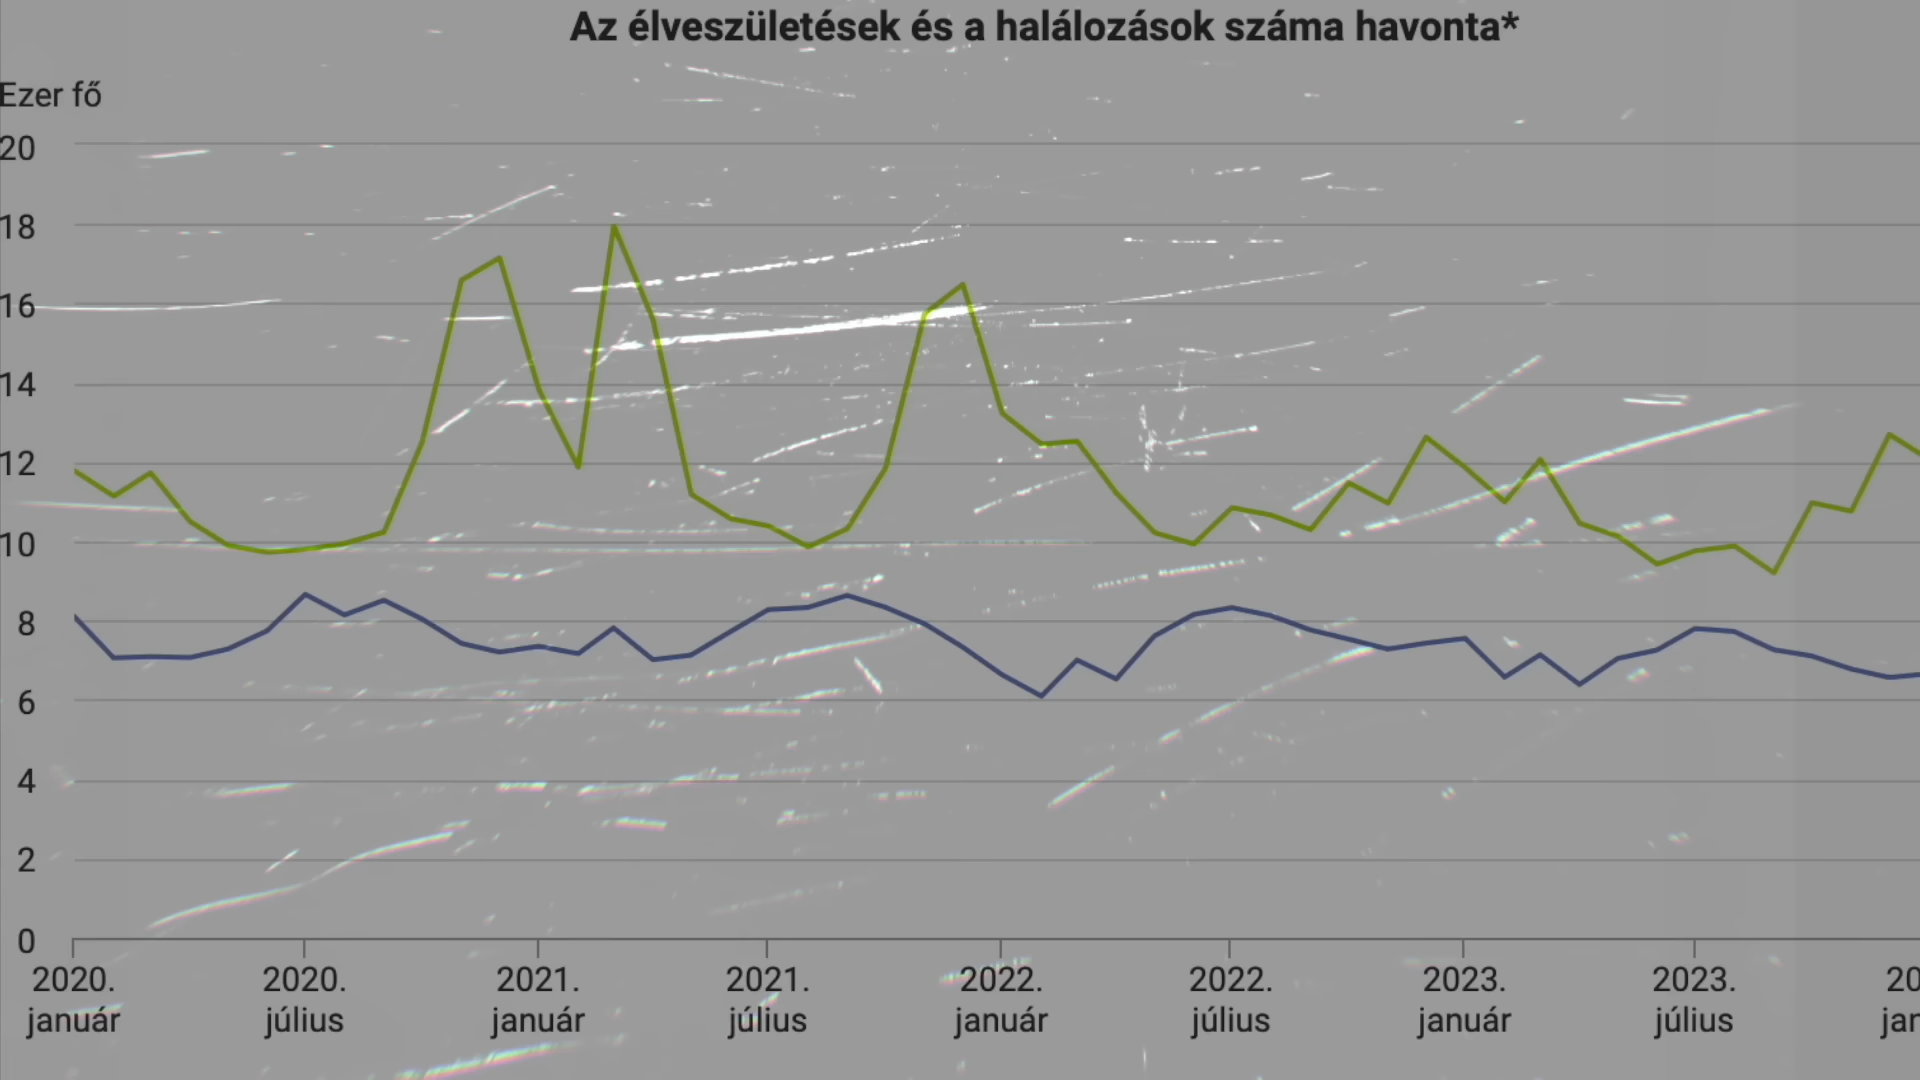 Az élveszületések és a halálozások száma havonta*
Ezer fő
20
18
16
14
12
10
8
6
4
2
0
2020. január
2020. július
2021. január
2021. július
2022. január
2022. július
2023. január
2023. július